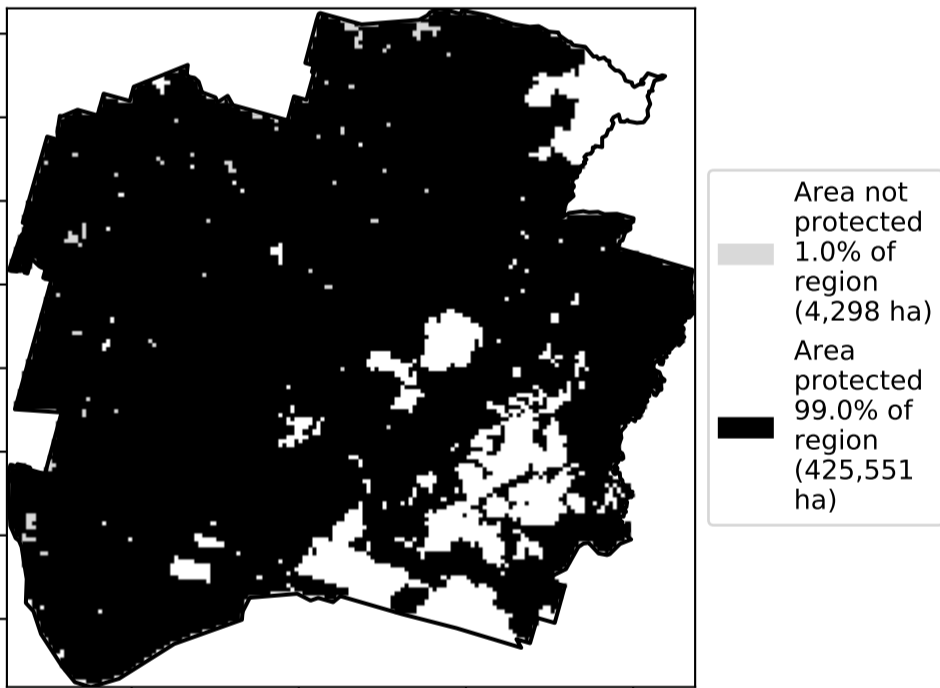 Area not
protected
1.0% of
region
(4,298 ha)
Area
protected
99.0% of
region
(425,551
ha)